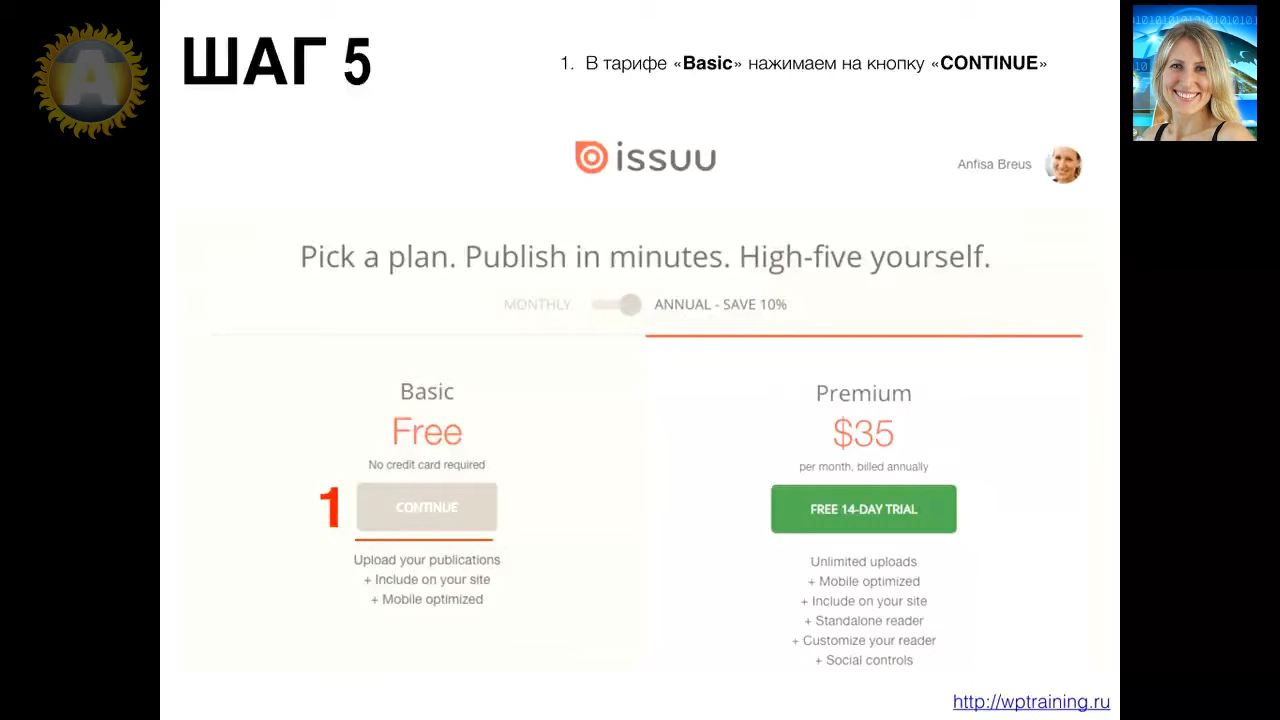 ШАГ 5
1. В тарифе «Basic» нажимаем на кнопку «CONTINUE»
A
issuu
Anfisa Breus
Pick a plan. Publish in minutes. High-five yourself.
MONTHLY ANNUAL - SAVE 10%
Basic
Free
No credit card required
1 CONTINUE
Upload your publications
+ Include on your site
+ Mobile optimized
Premium
$35
per month, billed annually
FREE 14-DAY TRIAL
Unlimited uploads
+ Mobile optimized
+ Include on your site
+ Standalone reader
+ Customize your reader
+ Social controls
http://wptraining.ru